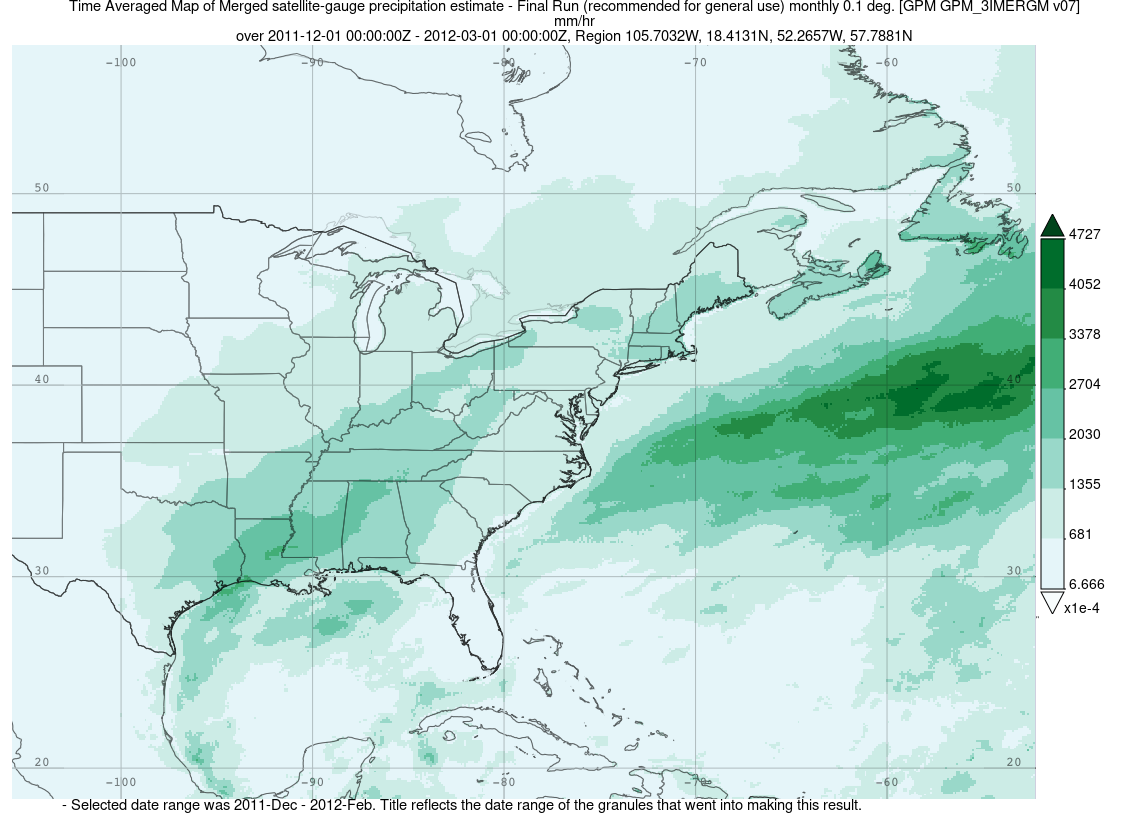 Time Averaged Map of Merged satellite-gauge precipitation estimate - Final Run (recommended for general use) monthly 0.1 deg. [GPM GPM_3IMERGM v07]
mm/hr
over 2011-12-01 00:00:00Z - 2012-03-01 00:00:00Z, Region 105.7032W, 18.4131N, 52.2657W, 57.7881N
-100 -90 -80 -70 -60
50 50
4727
4052
3378
40 40
2704
2030
1355
681
30 30
6.666
x1e-4
20 20
-100 -90 -80 -70 -60
- Selected date range was 2011-Dec - 2012-Feb. Title reflects the date range of the granules that went into making this result.